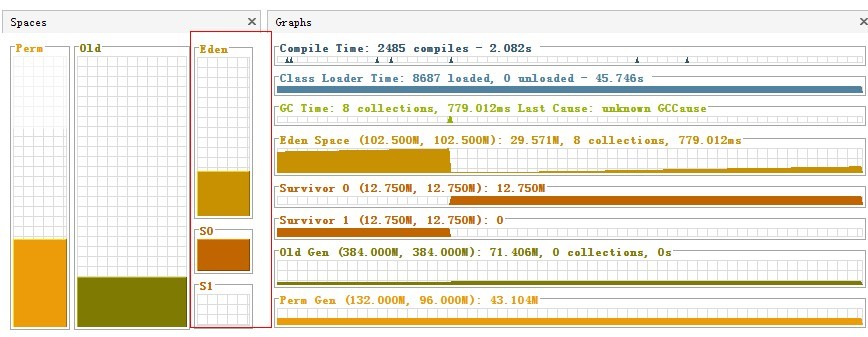 Spaces
Graphs
Perm
Old
Eden
S0
S1
Compile Time: 2485 compiles - 2.082s
Class Loader Time: 8687 loaded, 0 unloaded - 45.746s
GC Time: 8 collections, 779.012ms Last Cause: unknown GCCause
Eden Space (102.500M, 102.500M): 29.571M, 8 collections, 779.012ms
Survivor 0 (12.750M, 12.750M): 12.750M
Survivor 1 (12.750M, 12.750M): 0
Old Gen (384.000M, 384.000M): 71.406M, 0 collections, 0s
Perm Gen (132.000M, 96.000M): 43.104M